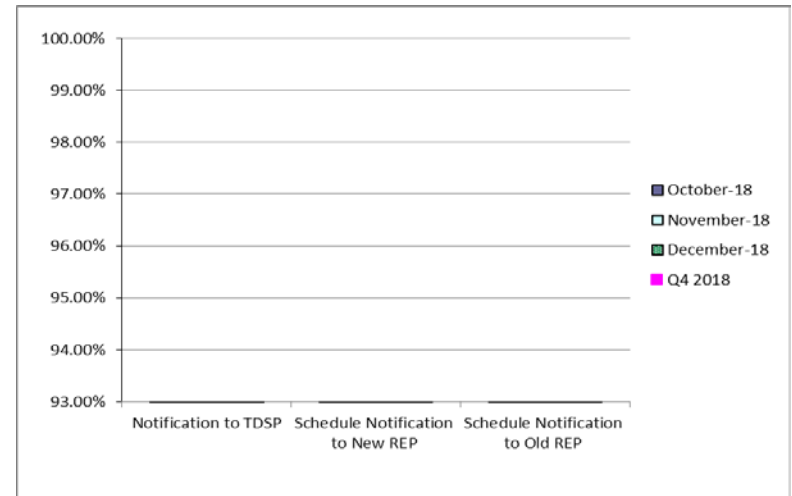 100.00%
99.00%
98.00%
97.00%
96.00%
95.00%
94.00%
93.00%
Notification to TDSP
Schedule Notification
to New REP
Schedule Notification
to Old REP
October-18
November-18
December-18
Q4 2018